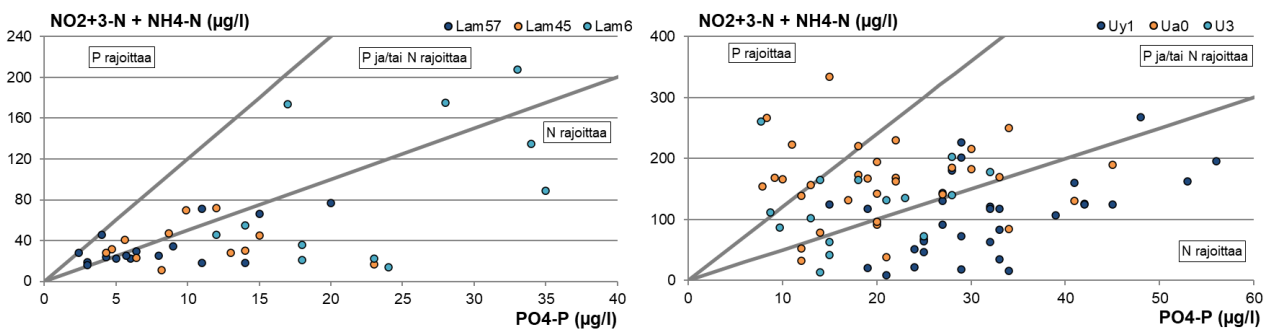 NO2+3-N + NH4-N (µg/l)
Lam57 Lam45 Lam6
240
200
160
120
80
40
0
P rajoittaa
P ja/tai N rajoittaa
N rajoittaa
0 5 10 15 20 25 30 35 40
PO4-P (µg/l)
NO2+3-N + NH4-N (µg/l)
Uy1 Ua0 U3
400
300
200
100
0
P rajoittaa
P ja/tai N rajoittaa
N rajoittaa
0 10 20 30 40 50 60
PO4-P (µg/l)